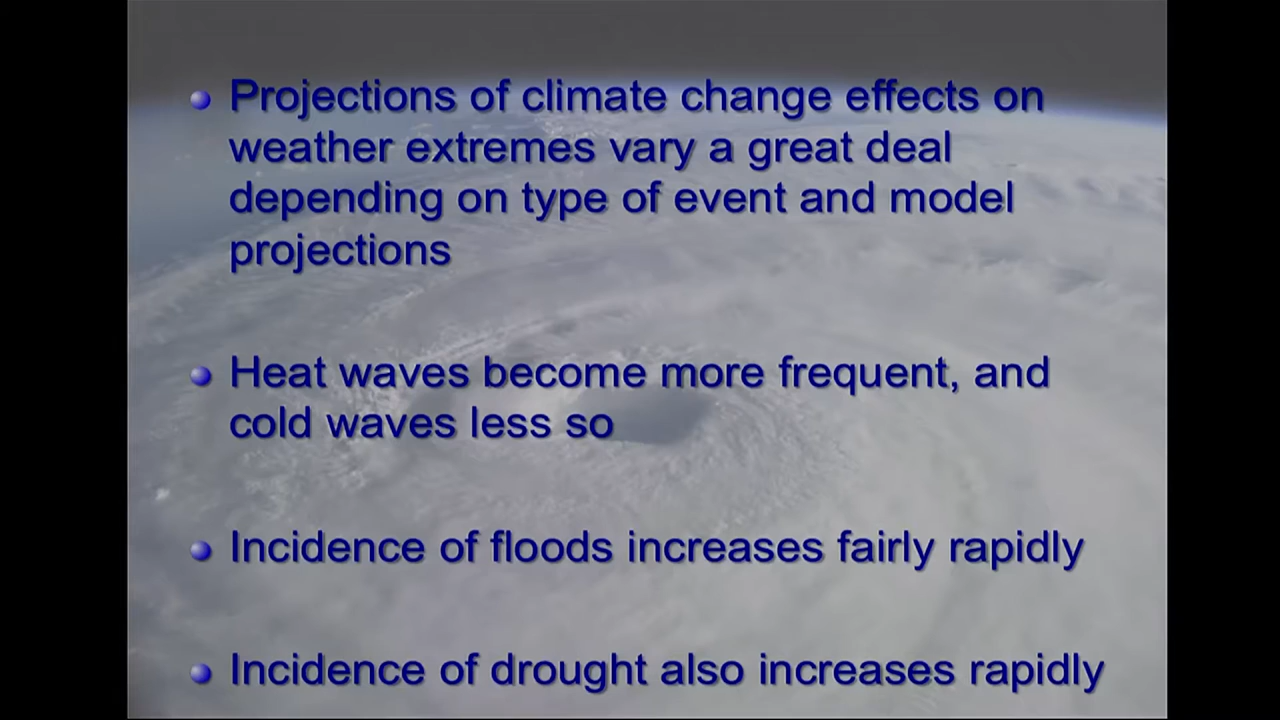 Projections of climate change effects on
weather extremes vary a great deal
depending on type of event and model
projections
Heat waves become more frequent, and
cold waves less so
Incidence of floods increases fairly rapidly
Incidence of drought also increases rapidly